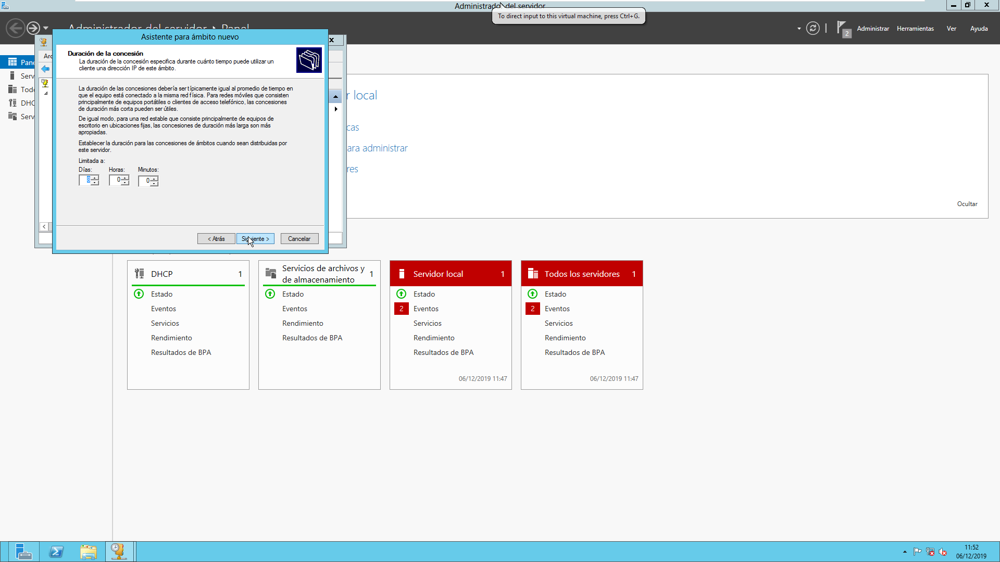 Administrador del servidor
To direct input to this virtual machine, press Ctrl+G.
Administrador del servidor ▸ Panel
2
Administrar
Herramientas
Ver
Ayuda
Asistente para ámbito nuevo
Duración de la concesión
La duración de la concesión especifica durante cuánto tiempo puede utilizar un
cliente una dirección IP de este ámbito.
La duración de las concesiones debería ser típicamente igual al promedio de tiempo en
que el equipo está conectado a la misma red física. Para redes móviles que consisten
principalmente de equipos portátiles o clientes de acceso telefónico, las concesiones
de duración más corta pueden ser útiles.
De igual modo, para una red estable que consiste principalmente de equipos de
escritorio en ubicaciones fijas, las concesiones de duración más larga son más
apropiadas.
Establecer la duración para las concesiones de ámbitos cuando sean distribuidas por
este servidor.
Limitada a:
Días: Horas: Minutos:
8 0 0
< Atrás Siguiente > Cancelar
Arc
Pane
Serv
Todo
DHC
Serv
r local
cas
ara administrar
res
Ocultar
DHCP 1
Estado
Eventos
Servicios
Rendimiento
Resultados de BPA
Servicios de archivos y
de almacenamiento 1
Estado
Eventos
Rendimiento
Resultados de BPA
Servidor local 1
Estado
2 Eventos
Servicios
Rendimiento
Resultados de BPA
06/12/2019 11:47
Todos los servidores 1
Estado
2 Eventos
Servicios
Rendimiento
Resultados de BPA
06/12/2019 11:47
11:52
06/12/2019